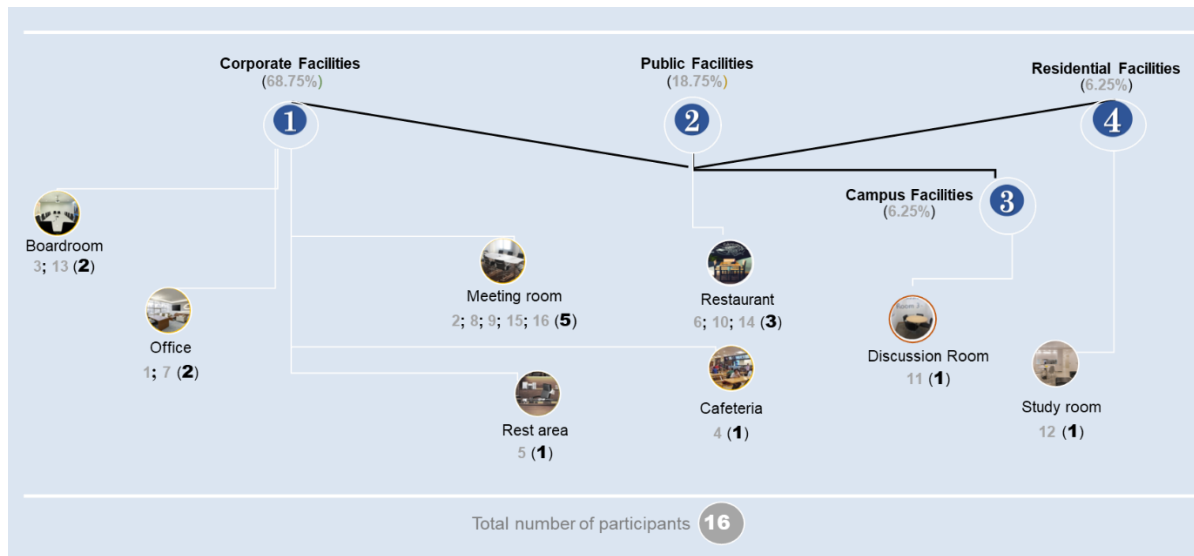 Corporate Facilities
(68.75%)
1
Public Facilities
(18.75%)
2
Residential Facilities
(6.25%)
4
Campus Facilities
(6.25%)
3
Boardroom
3; 13 (2)
Office
1; 7 (2)
Meeting room
2; 8; 9; 15; 16 (5)
Rest area
5 (1)
Restaurant
6; 10; 14 (3)
Cafeteria
4 (1)
Discussion Room
11 (1)
Study room
12 (1)
Total number of participants 16